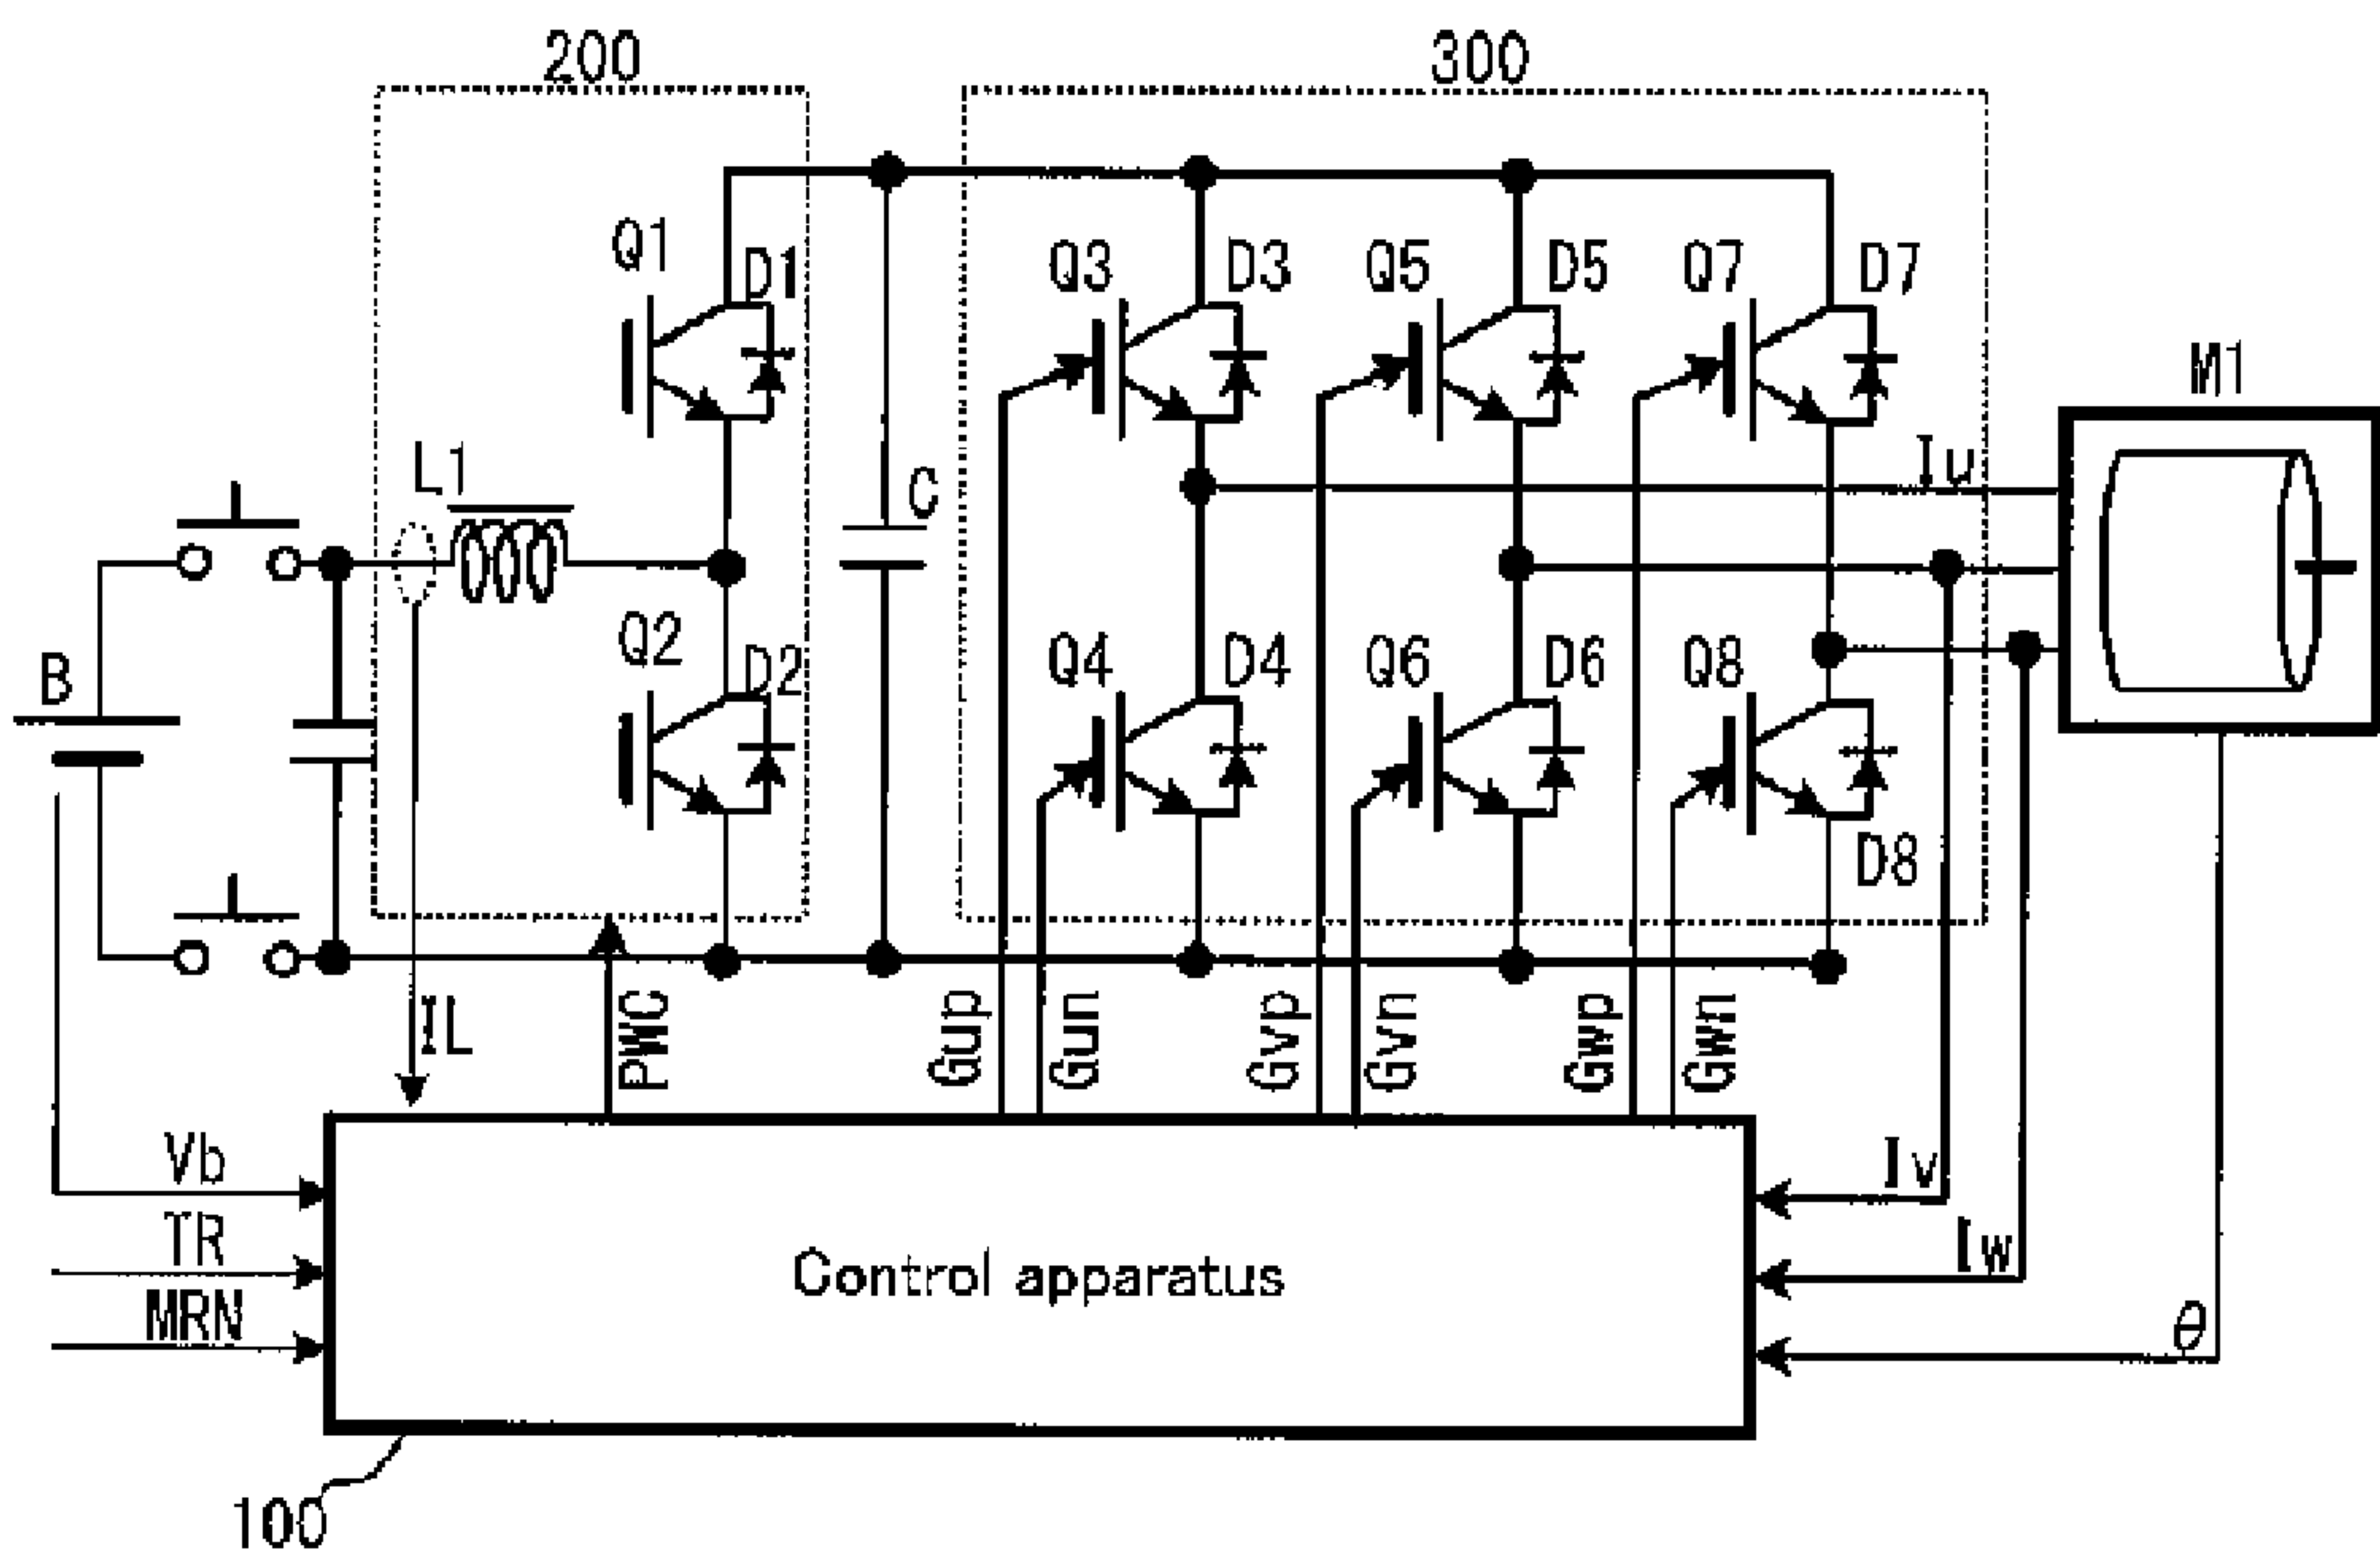 200
300
Q1
D1
Q3
D3
Q5
D5
Q7
D7
M1
L1
C
Iu
B
Q2
D2
Q4
D4
Q6
D6
Q8
D8
IL
PWC
Gup
Gun
Gvp
Gvn
Gwp
Gwn
Vb
TR
MRN
Control apparatus
Iv
Iw
θ
100